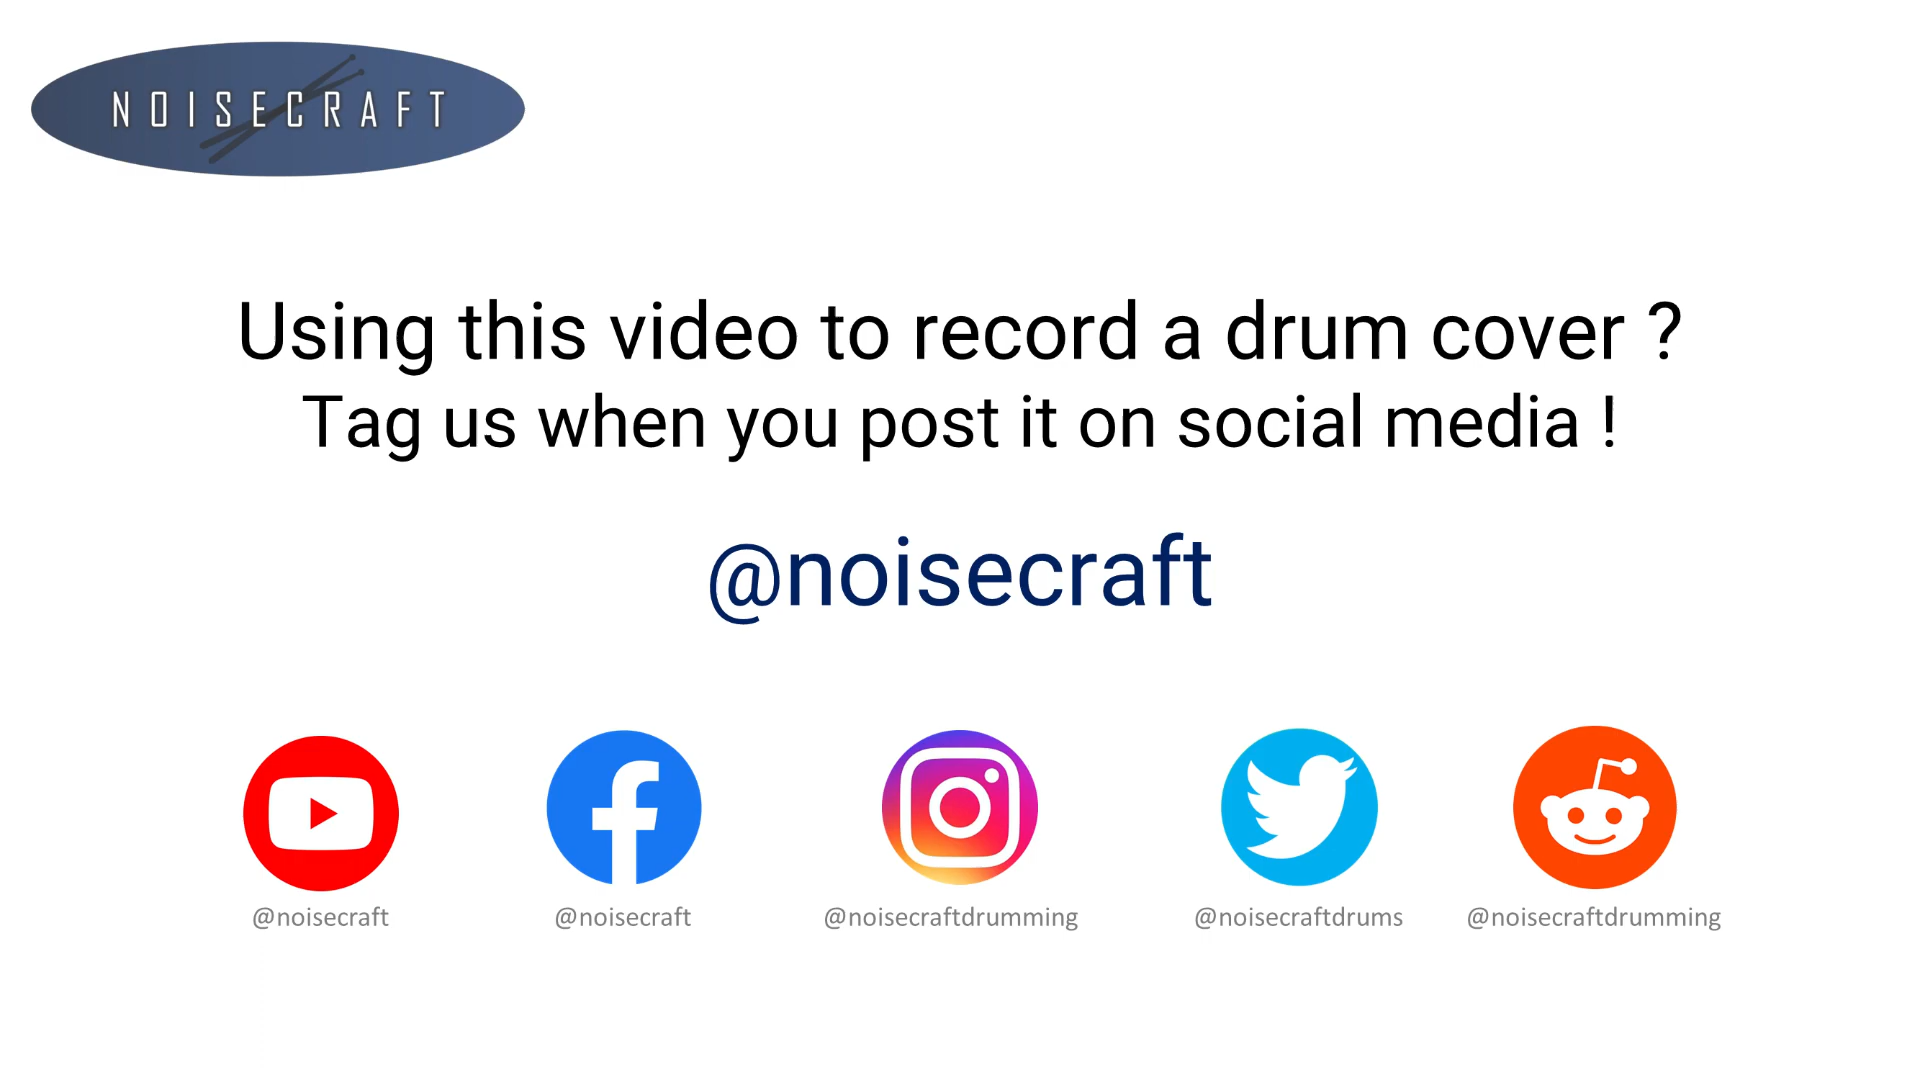 NOISECRAFT
Using this video to record a drum cover ?
Tag us when you post it on social media !
@noisecraft
@noisecraft @noisecraft @noisecraftdrumming @noisecraftdrums @noisecraftdrumming